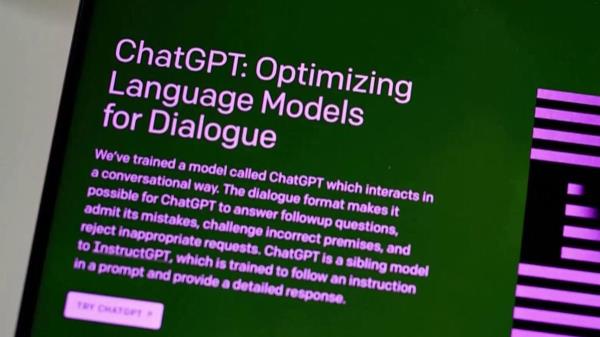 ChatGPT: Optimizing
Language Models
for Dialogue
We've trained a model called ChatGPT which interacts in
a conversational way. The dialogue format makes it
possible for ChatGPT to answer followup questions,
admit its mistakes, challenge incorrect premises, and
reject inappropriate requests. ChatGPT is a sibling model
to InstructGPT, which is trained to follow an instruction
in a prompt and provide a detailed response.
TRY CHATGPT ↗